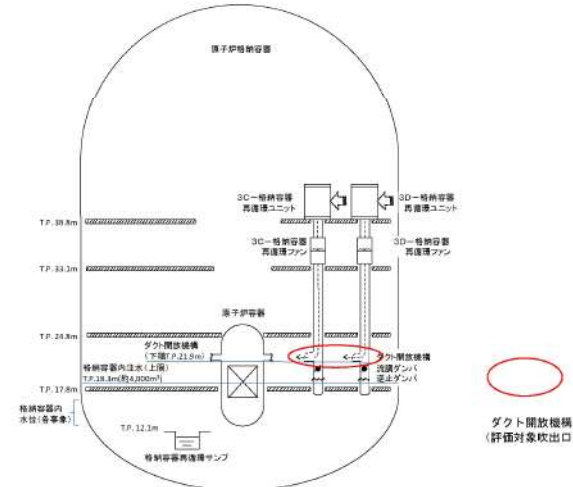 原子炉格納容器
3C－格納容器
再循環ユニット
3D－格納容器
再循環ユニット
T.P. 38.8m
3C－格納容器
再循環ファン
3D－格納容器
再循環ファン
T.P. 33.1m
原子炉容器
T.P. 24.8m
ダクト開放機構
(下端T.P.21.9m)
ダクト開放機構
格納容器内注水(上限)
流調ダンパ
T.P.19.3m(約4,000m³)
逆止ダンパ
T.P. 17.8m
格納容器内
水位(各事象)
T.P. 12.1m
格納容器再循環サンプ
ダクト開放機構
(評価対象吹出口)